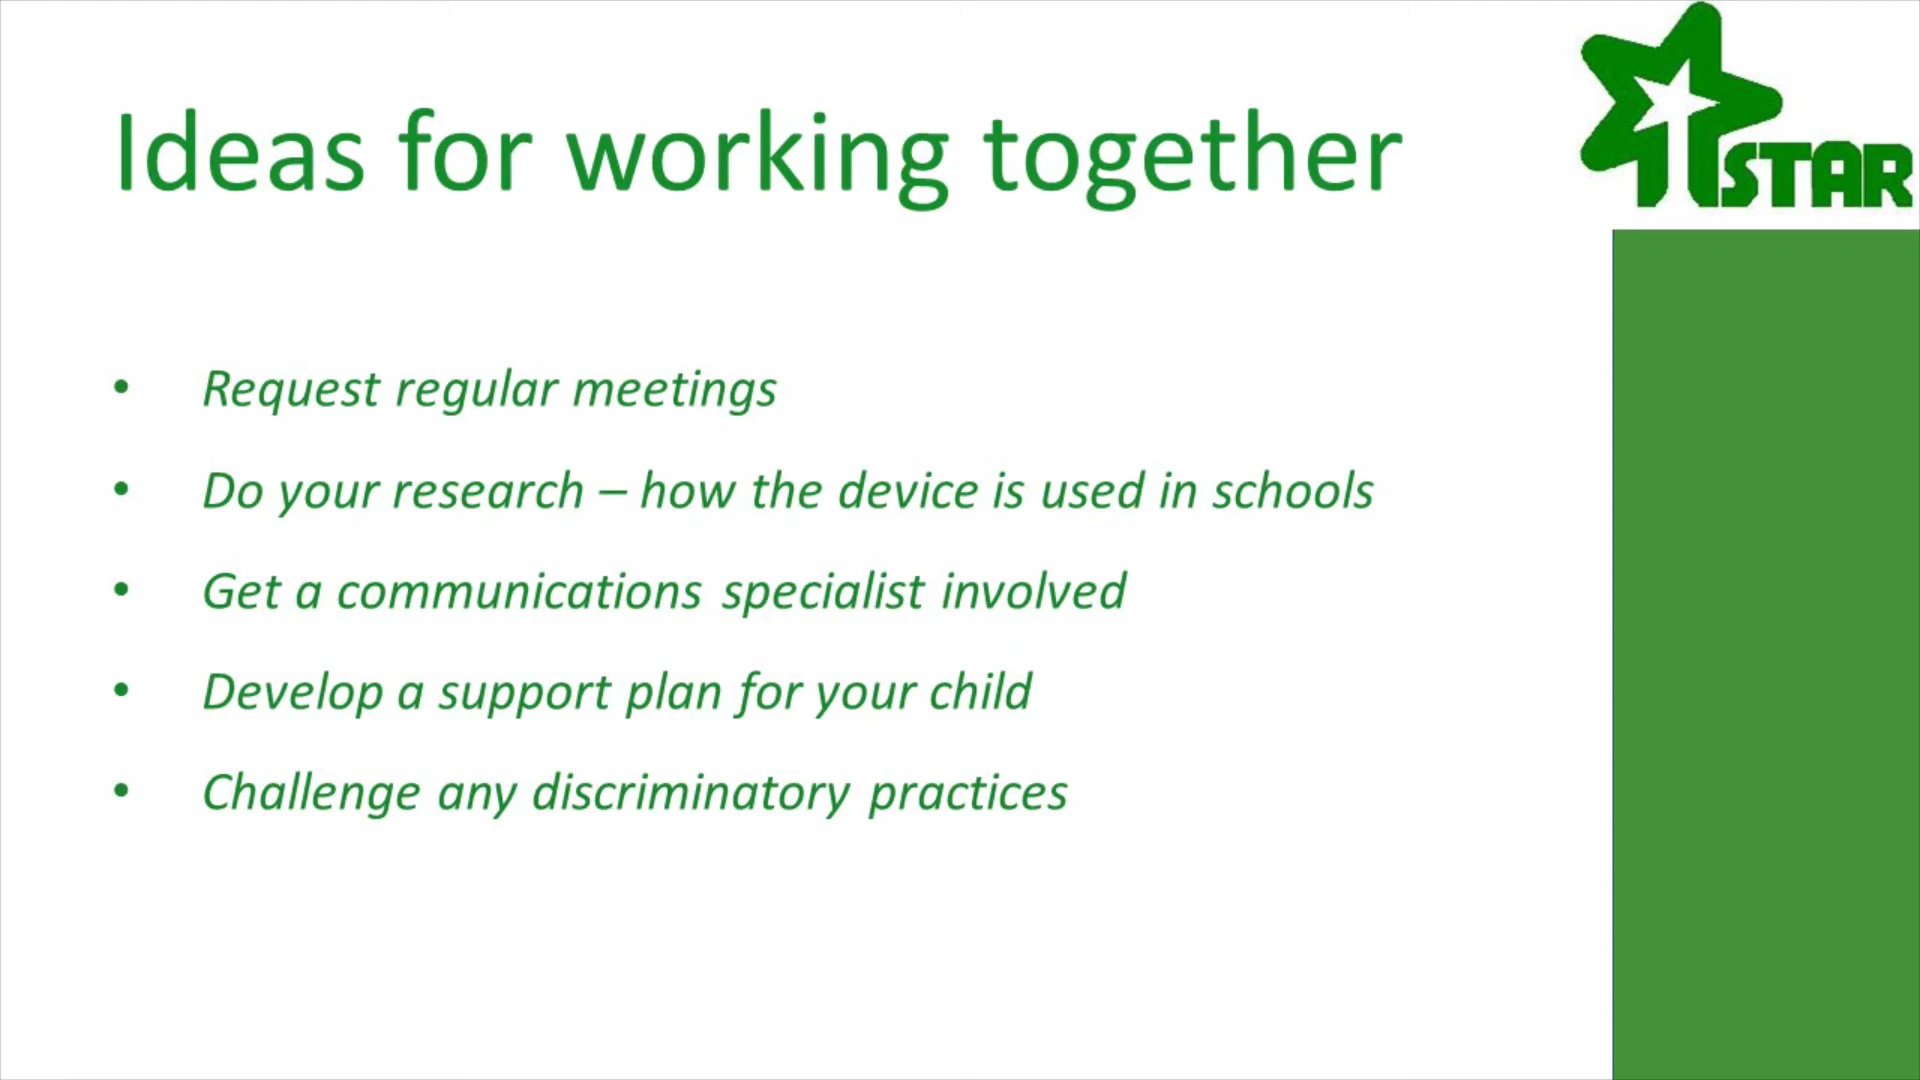 Ideas for working together
STAR
• Request regular meetings
• Do your research – how the device is used in schools
• Get a communications specialist involved
• Develop a support plan for your child
• Challenge any discriminatory practices